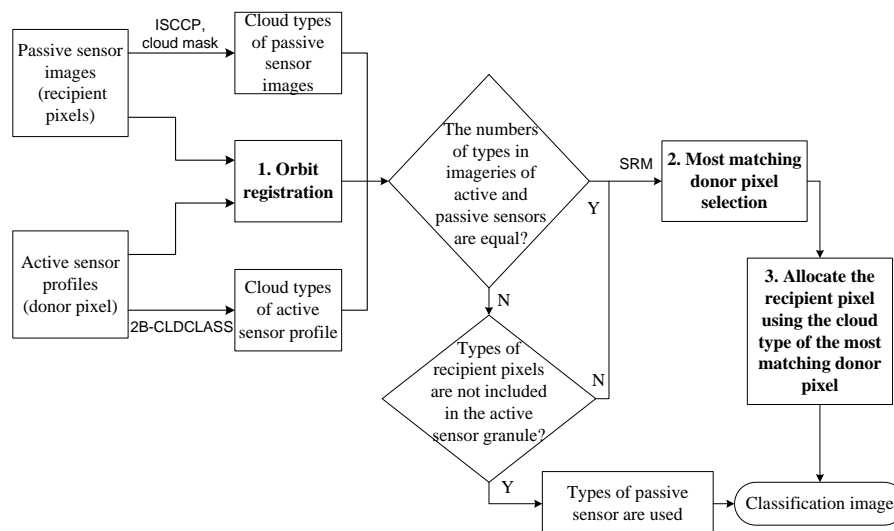 Passive sensor
images
(recipient
pixels)
ISCCP,
cloud mask
Cloud types
of passive
sensor
images
1. Orbit
registration
Active sensor
profiles
(donor pixel)
2B-CLDCLASS
Cloud types
of active
sensor profile
The numbers
of types in
imageries of
active and
passive sensors
are equal?
Y
N
SRM
2. Most matching
donor pixel
selection
Types of
recipient pixels
are not included
in the active
sensor granule?
N
Y
3. Allocate the
recipient pixel
using the cloud
type of the most
matching donor
pixel
Types of passive
sensor are used
Classification image